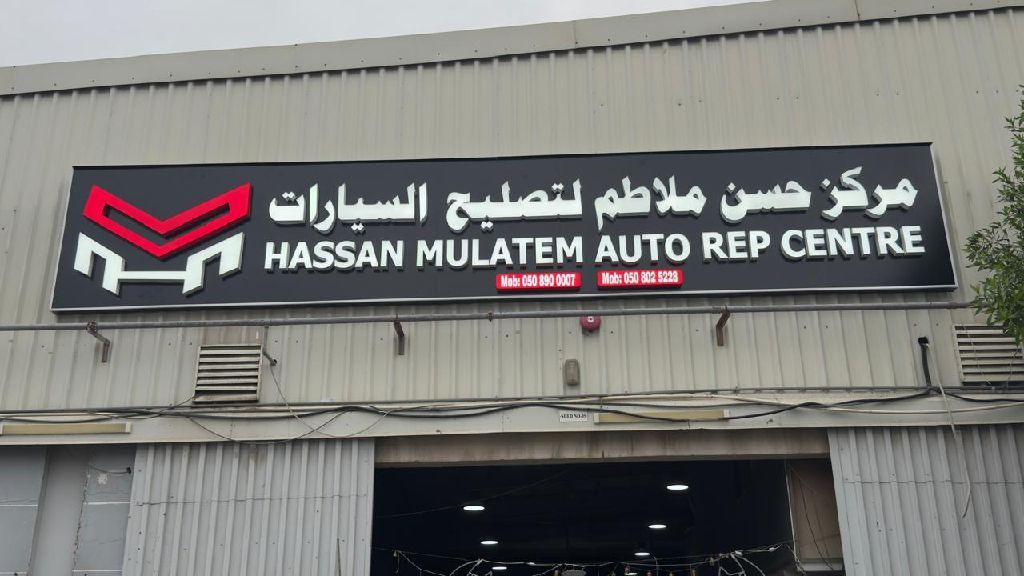 مركز حسن ملاطم لتصليح السيارات
HASSAN MULATEM AUTO REP CENTRE
Mob: 050 890 0007 Mob: 050 802 5223